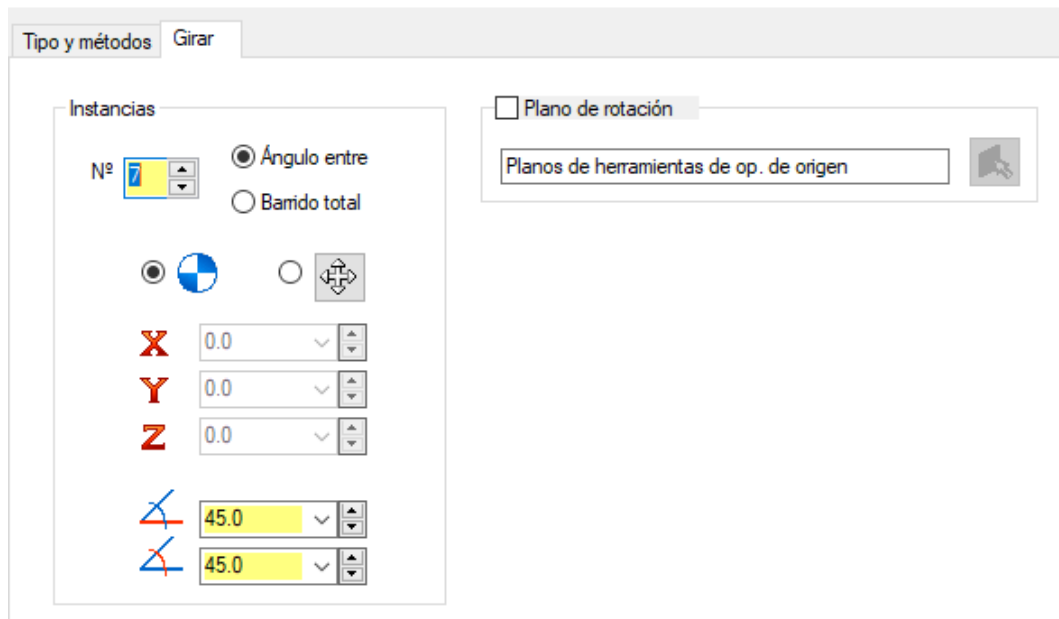 Tipo y métodos Girar
Instancias
Plano de rotación
Nº 7 Ángulo entre
Planos de herramientas de op. de origen
Barrido total
X 0.0
Y 0.0
Z 0.0
45.0
45.0